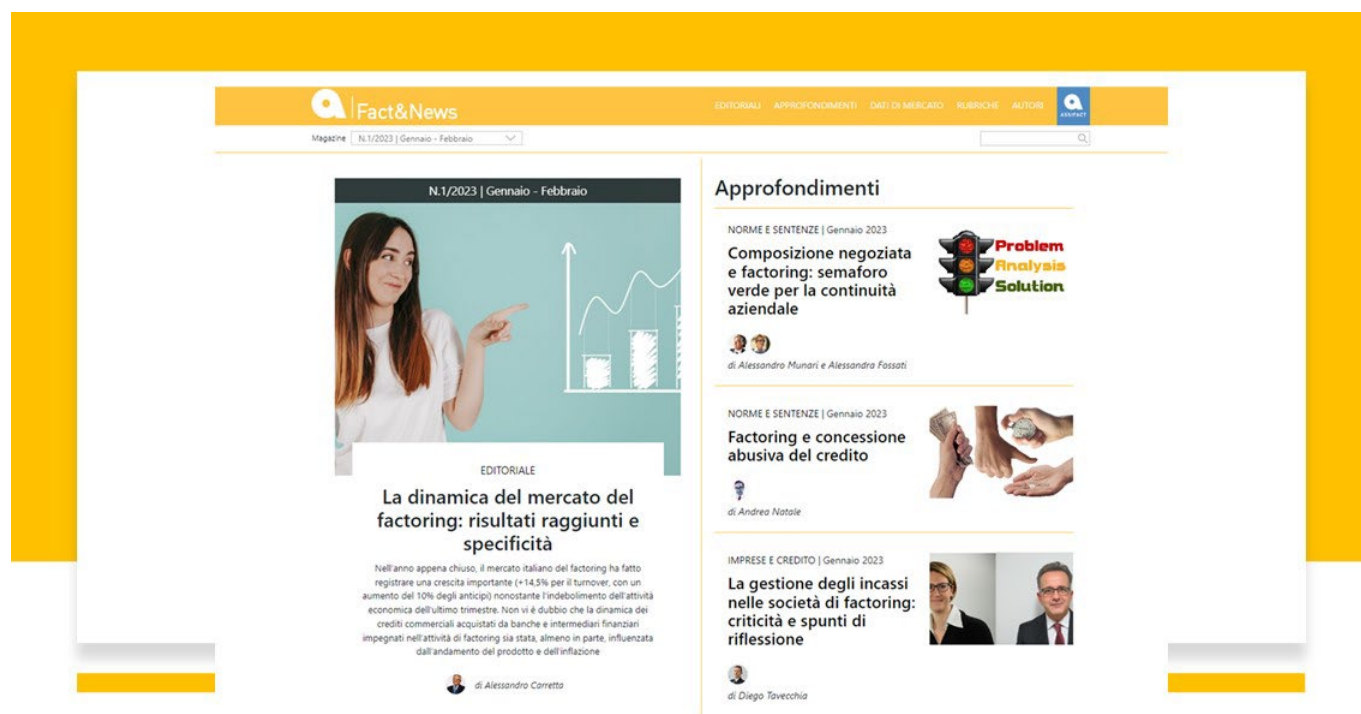 Fact&News
EDITORIALI APPROFONDIMENTI DATI DI MERCATO RUBRICHE AUTORI
ASSIFACT
Magazine N.1/2023 | Gennaio - Febbraio
N.1/2023 | Gennaio - Febbraio
EDITORIALE
La dinamica del mercato del
factoring: risultati raggiunti e
specificità
Nell'anno appena chiuso, il mercato italiano del factoring ha fatto
registrare una crescita importante (+14,5% per il turnover, con un
aumento del 10% degli anticipi) nonostante l'indebolimento dell'attività
economica dell'ultimo trimestre. Non vi è dubbio che la dinamica dei
crediti commerciali acquistati da banche e intermediari finanziari
impegnati nell'attività di factoring sia stata, almeno in parte, influenzata
dall'andamento del prodotto e dell'inflazione
di Alessandro Carretta
Approfondimenti
NORME E SENTENZE | Gennaio 2023
Composizione negoziata
e factoring: semaforo
verde per la continuità
aziendale
Problem
Analysis
Solution
di Alessandro Munari e Alessandra Fossati
NORME E SENTENZE | Gennaio 2023
Factoring e concessione
abusiva del credito
di Andrea Natale
IMPRESE E CREDITO | Gennaio 2023
La gestione degli incassi
nelle società di factoring:
criticità e spunti di
riflessione
di Diego Tavecchia